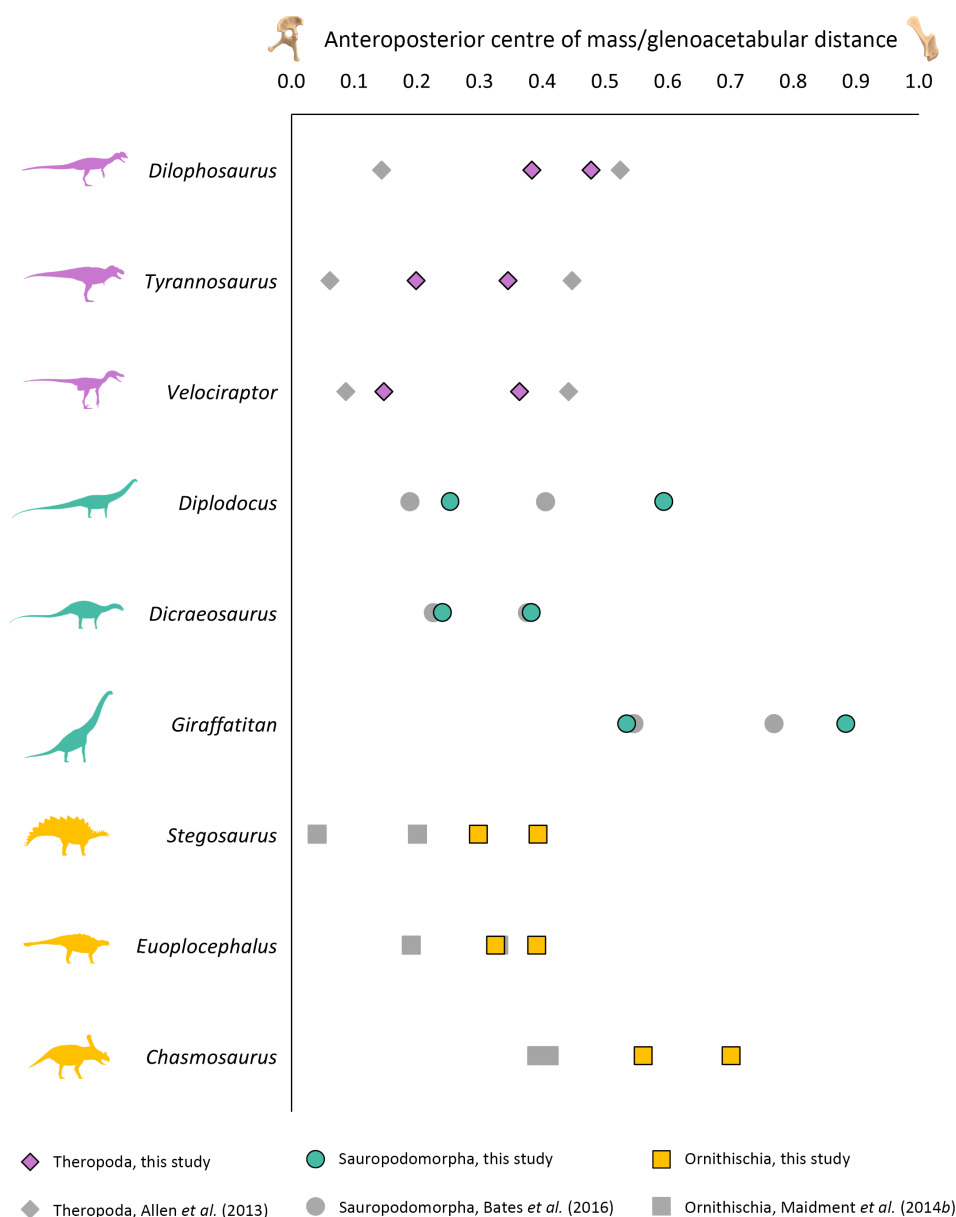 Anteroposterior centre of mass/glenoacetabular distance
0.0 0.1 0.2 0.3 0.4 0.5 0.6 0.7 0.8 0.9 1.0
Dilophosaurus
Tyrannosaurus
Velociraptor
Diplodocus
Dicraeosaurus
Giraffatitan
Stegosaurus
Euoplocephalus
Chasmosaurus
Theropoda, this study Sauropodomorpha, this study Ornithischia, this study
Theropoda, Allen et al. (2013) Sauropodomorpha, Bates et al. (2016) Ornithischia, Maidment et al. (2014b)